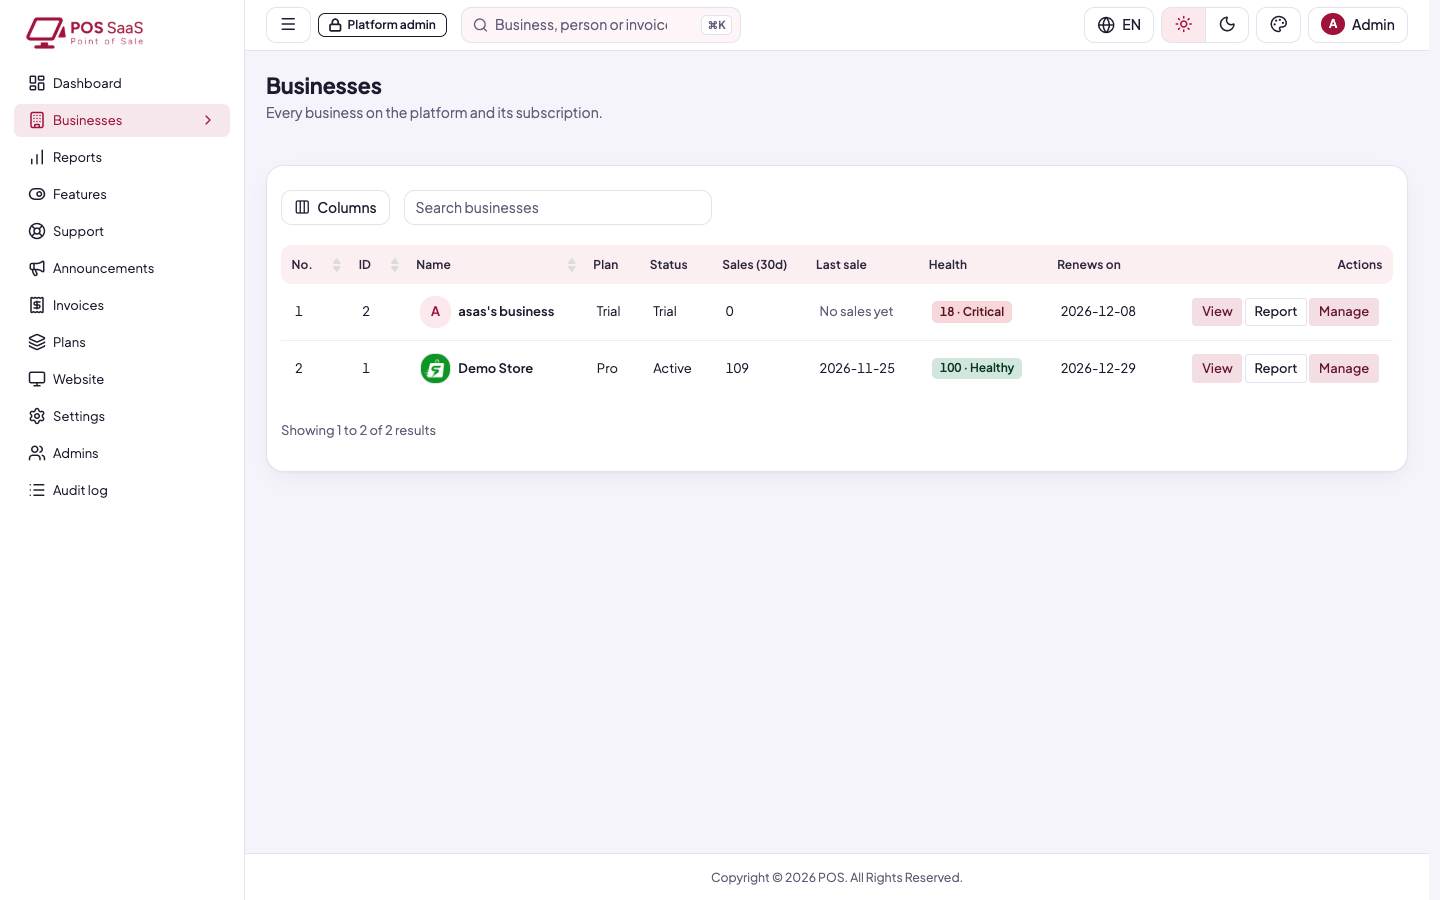 POS SaaS
Point of Sale
Platform admin
Business, person or invoic
⌘K
EN
A
Admin
Dashboard
Businesses
Reports
Features
Support
Announcements
Invoices
Plans
Website
Settings
Admins
Audit log
Businesses
Every business on the platform and its subscription.
Columns
Search businesses
No. ID Name Plan Status Sales (30d) Last sale Health Renews on Actions
1 2 A asas's business Trial Trial 0 No sales yet 18 · Critical 2026-12-08 View Report Manage
2 1 Demo Store Pro Active 109 2026-11-25 100 · Healthy 2026-12-29 View Report Manage
Showing 1 to 2 of 2 results
Copyright © 2026 POS. All Rights Reserved.